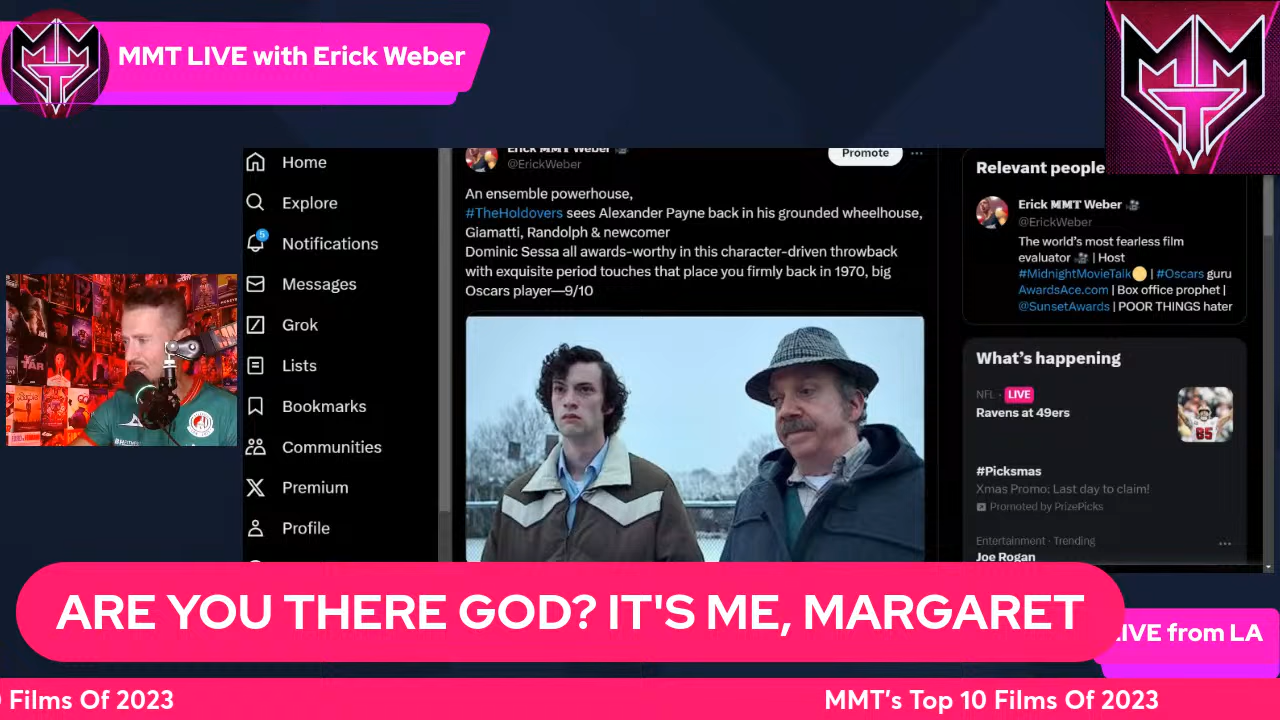 MMT LIVE with Erick Weber
Home
Explore
5
Notifications
Messages
Grok
Lists
Bookmarks
Communities
Premium
Profile
Erick MMT Weber
@ErickWeber
Promote
An ensemble powerhouse,
#TheHoldovers sees Alexander Payne back in his grounded wheelhouse,
Giamatti, Randolph & newcomer
Dominic Sessa all awards-worthy in this character-driven throwback
with exquisite period touches that place you firmly back in 1970, big
Oscars player—9/10
Relevant people
Erick MMT Weber
@ErickWeber
The world's most fearless film
evaluator | Host
#MidnightMovieTalk | #Oscars guru
AwardsAce.com | Box office prophet |
@SunsetAwards | POOR THINGS hater
What's happening
NFL · LIVE
Ravens at 49ers
85
#Picksmas
Xmas Promo: Last day to claim!
Promoted by PrizePicks
Entertainment · Trending
Joe Rogan
TÁR
ARE YOU THERE GOD? IT'S ME, MARGARET
LIVE from LA
Films Of 2023
MMT's Top 10 Films Of 2023